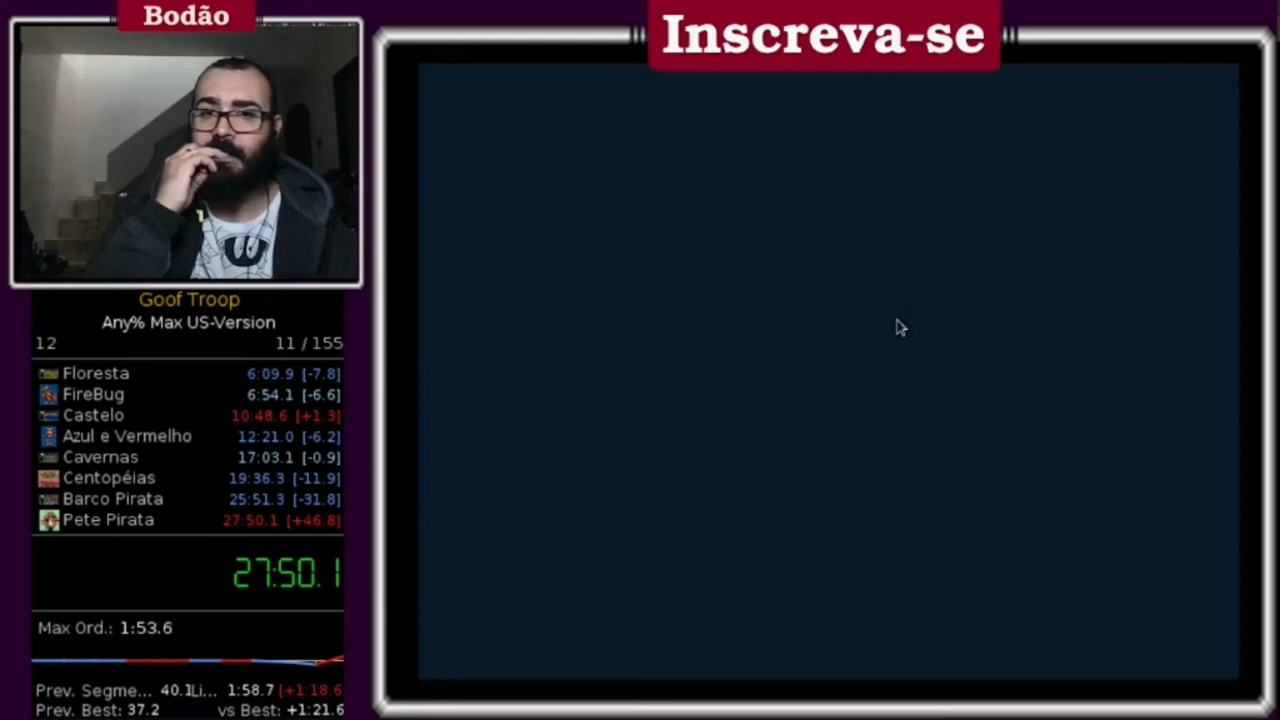 Bodão
Inscreva-se
Goof Troop
Any% Max US-Version
12 11 / 155
Floresta 6:09.9 [-7.8]
FireBug 6:54.1 [-6.6]
Castelo 10:48.6 [+1.3]
Azul e Vermelho 12:21.0 [-6.2]
Cavernas 17:03.1 [-0.9]
Centopéias 19:36.3 [-11.9]
Barco Pirata 25:51.3 [-31.8]
Pete Pirata 27:50.1 [+46.8]
27:50.1
Max Ord.: 1:53.6
Prev. Segme... 40.1 Li... 1:58.7 [+1:18.6
Prev. Best: 37.2 vs Best: +1:21.6